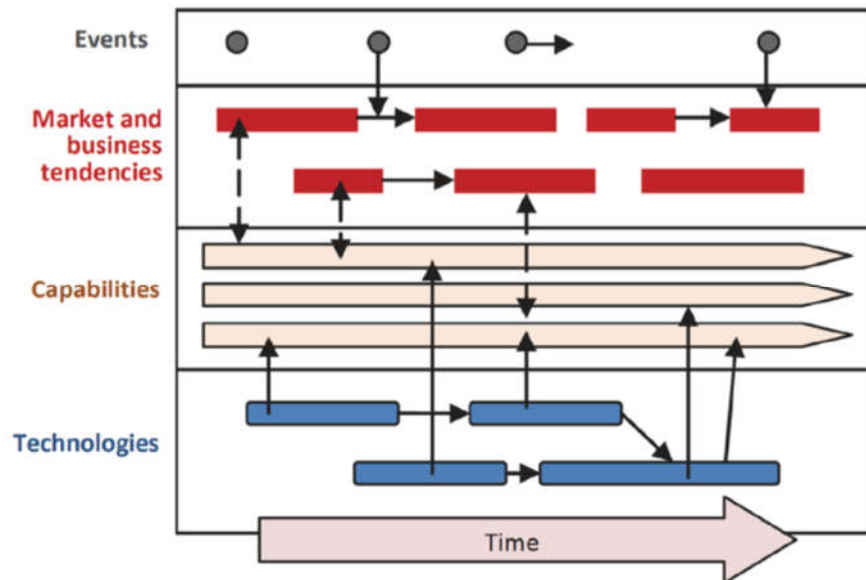 Events
Market and
business
tendencies
Capabilities
Technologies
Time